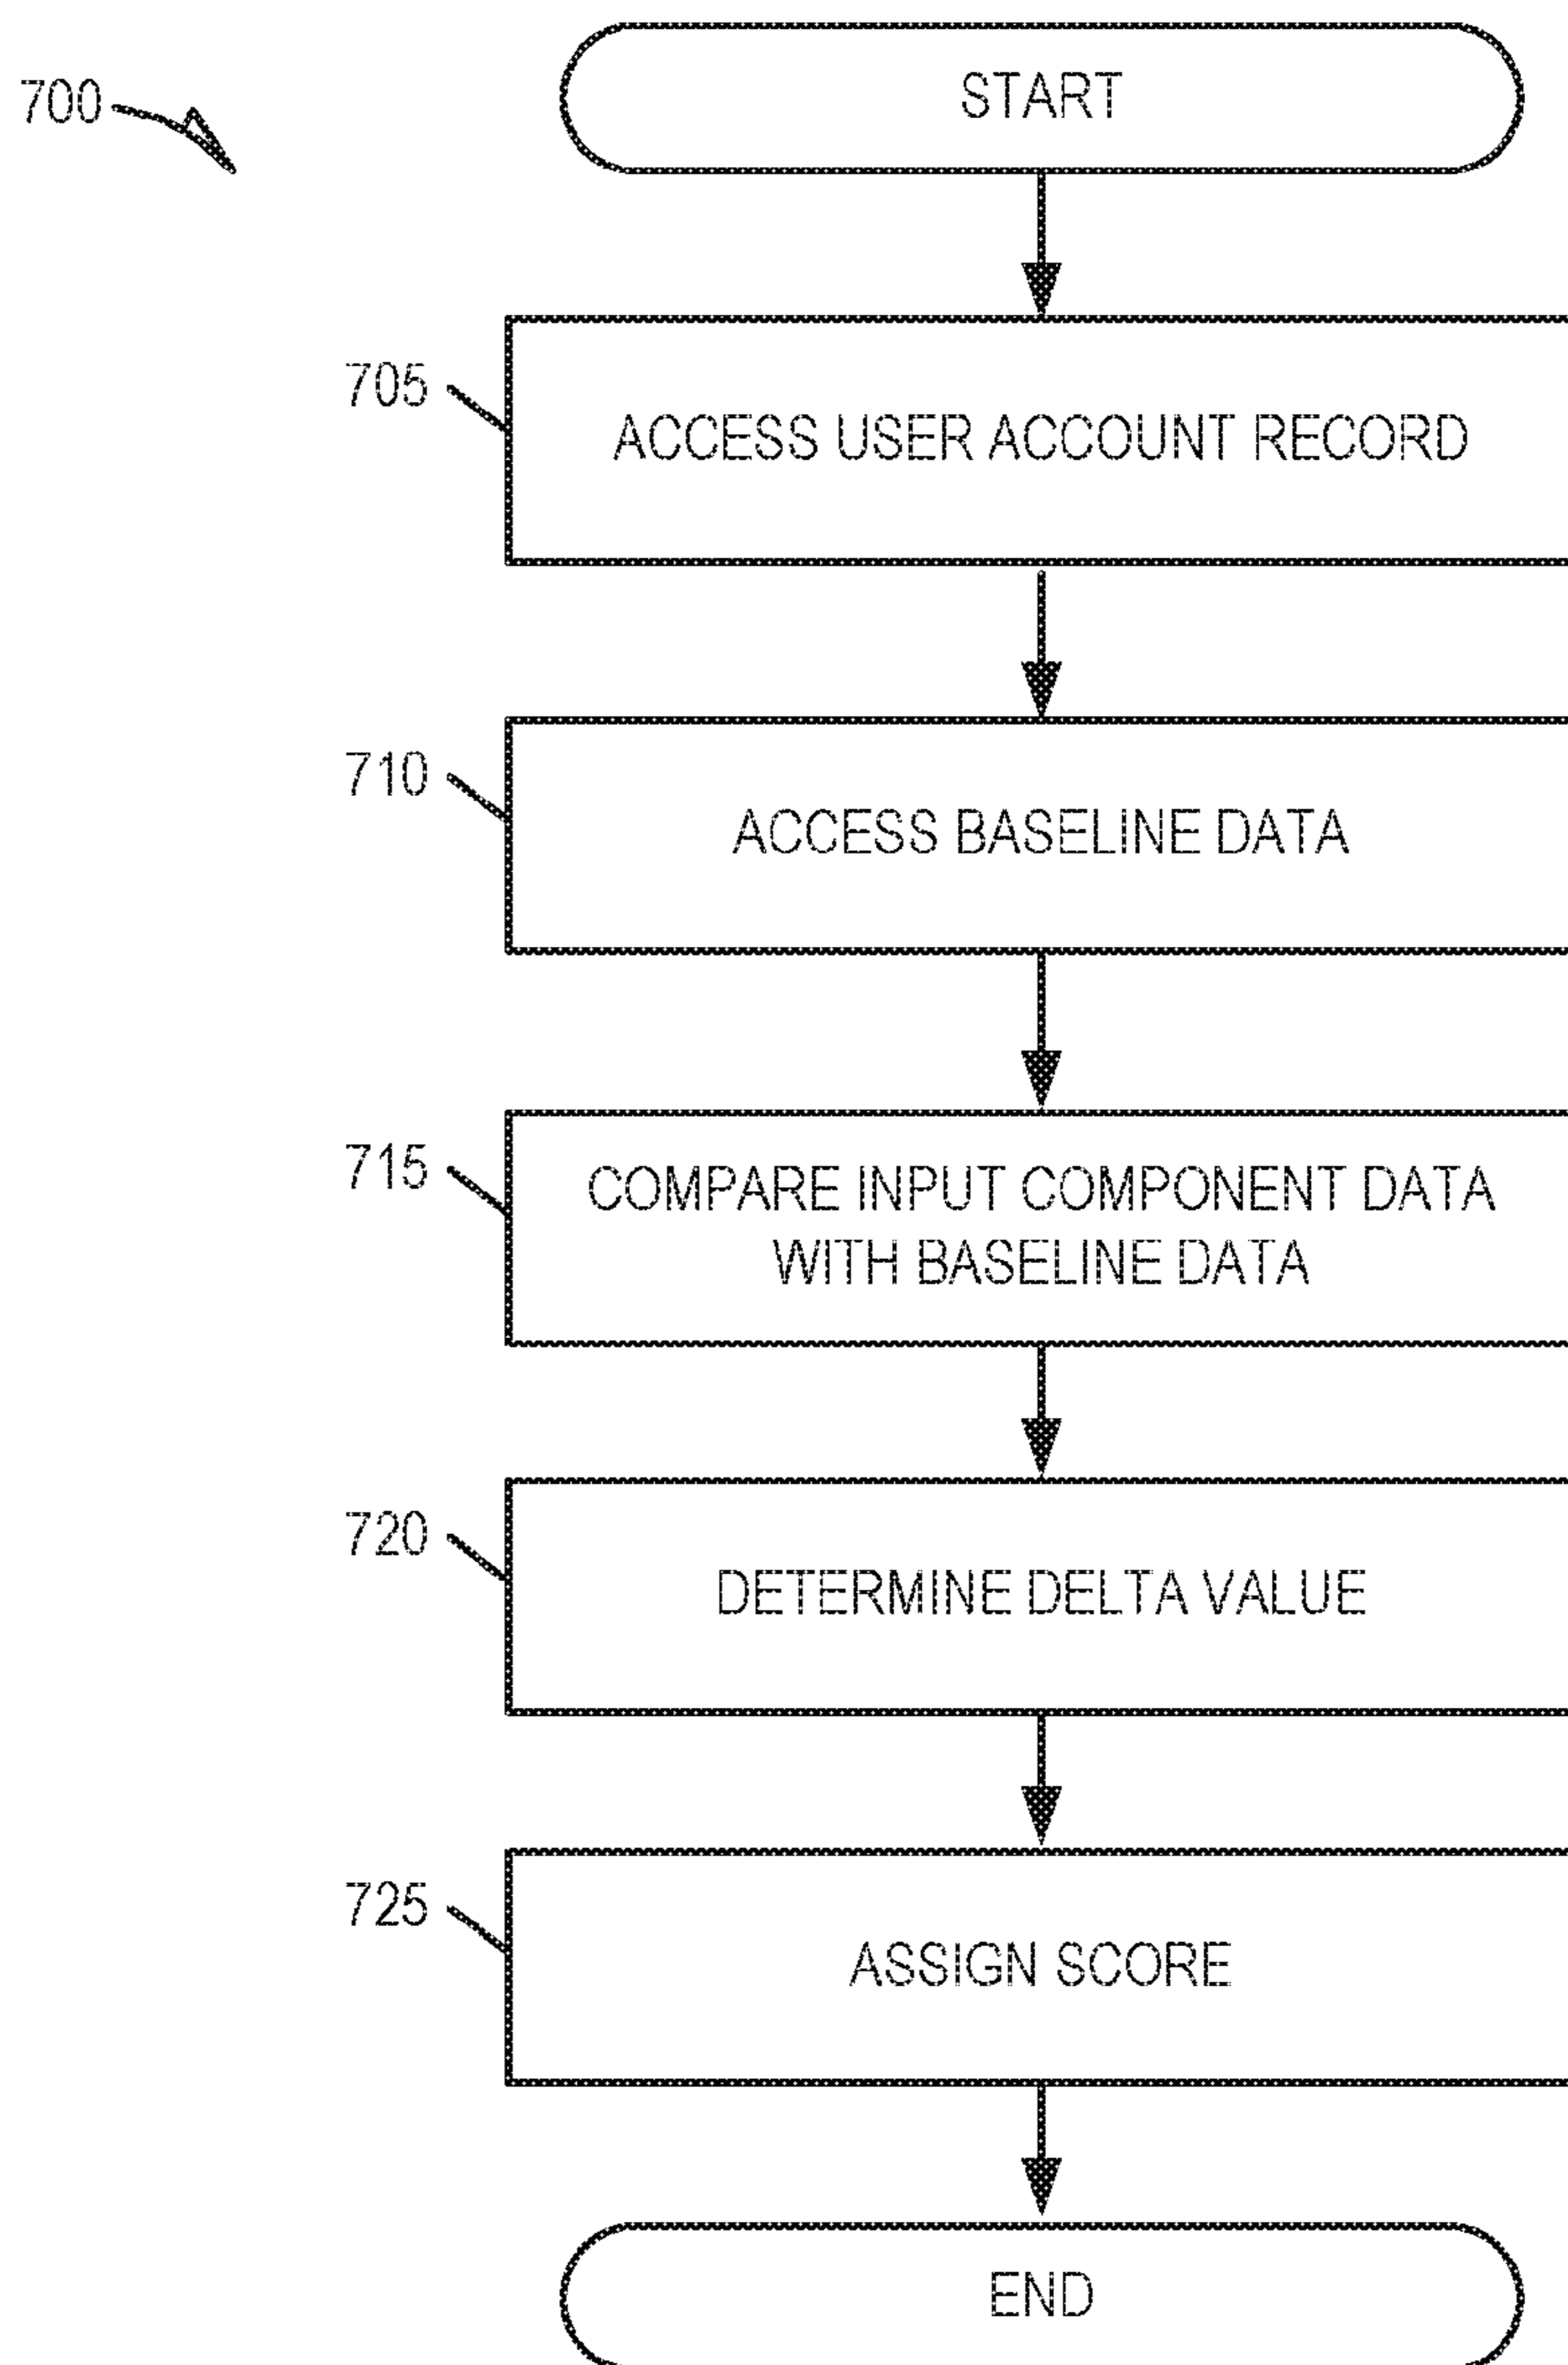 700
START
705
ACCESS USER ACCOUNT RECORD
710
ACCESS BASELINE DATA
715
COMPARE INPUT COMPONENT DATA
WITH BASELINE DATA
720
DETERMINE DELTA VALUE
725
ASSIGN SCORE
END